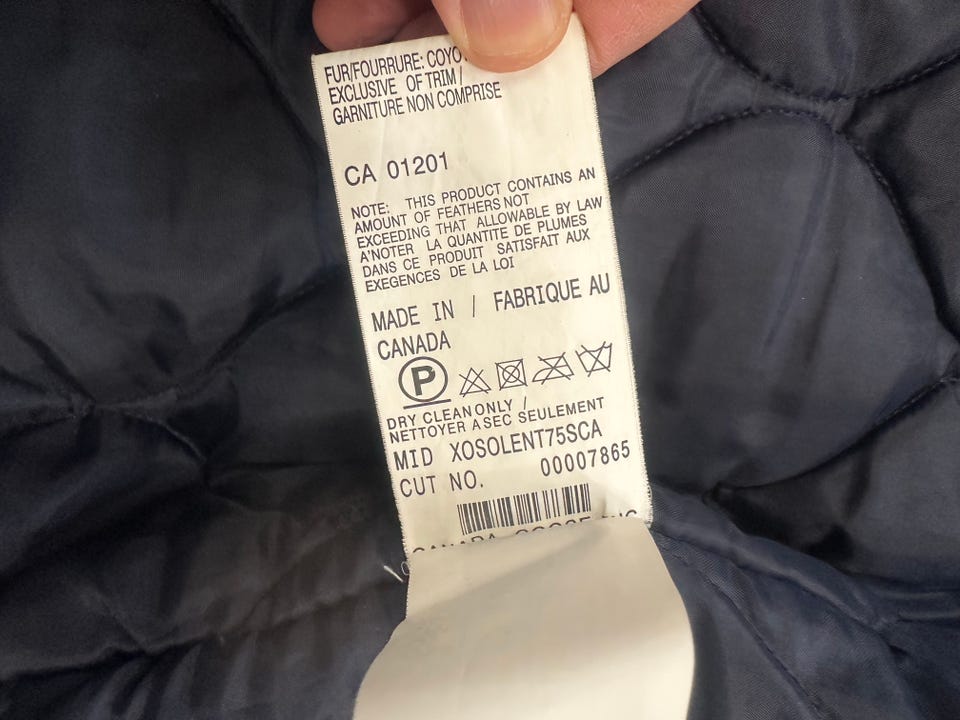 FUR/FOURRURE:
EXCLUSIVE OF TRIM /
GARNITURE NON COMPRISE
CA 01201
NOTE: THIS PRODUCT CONTAINS AN
AMOUNT OF FEATHERS NOT
EXCEEDING THAT ALLOWABLE BY LAW
A'NOTER LA QUANTITE DE PLUMES
DANS CE PRODUIT SATISFAIT AUX
EXEGENCES DE LA LOI
MADE IN / FABRIQUE AU
CANADA
P
DRY CLEAN ONLY /
NETTOYER A SEC SEULEMENT
MID XOSOLENT75SCA
CUT NO. 00007865